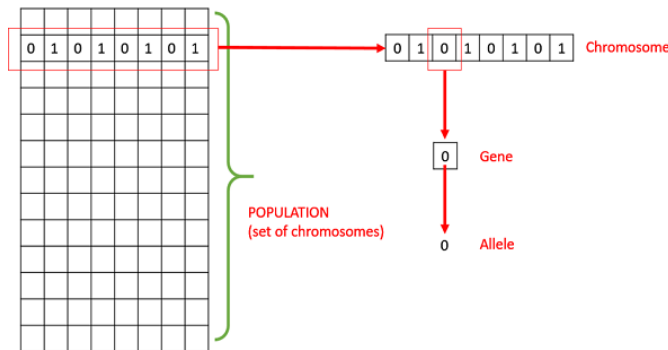 0 1 0 1 0 1 0 1
0 1 0 1 0 1 0 1 Chromosome
0 Gene
POPULATION
(set of chromosomes)
0 Allele